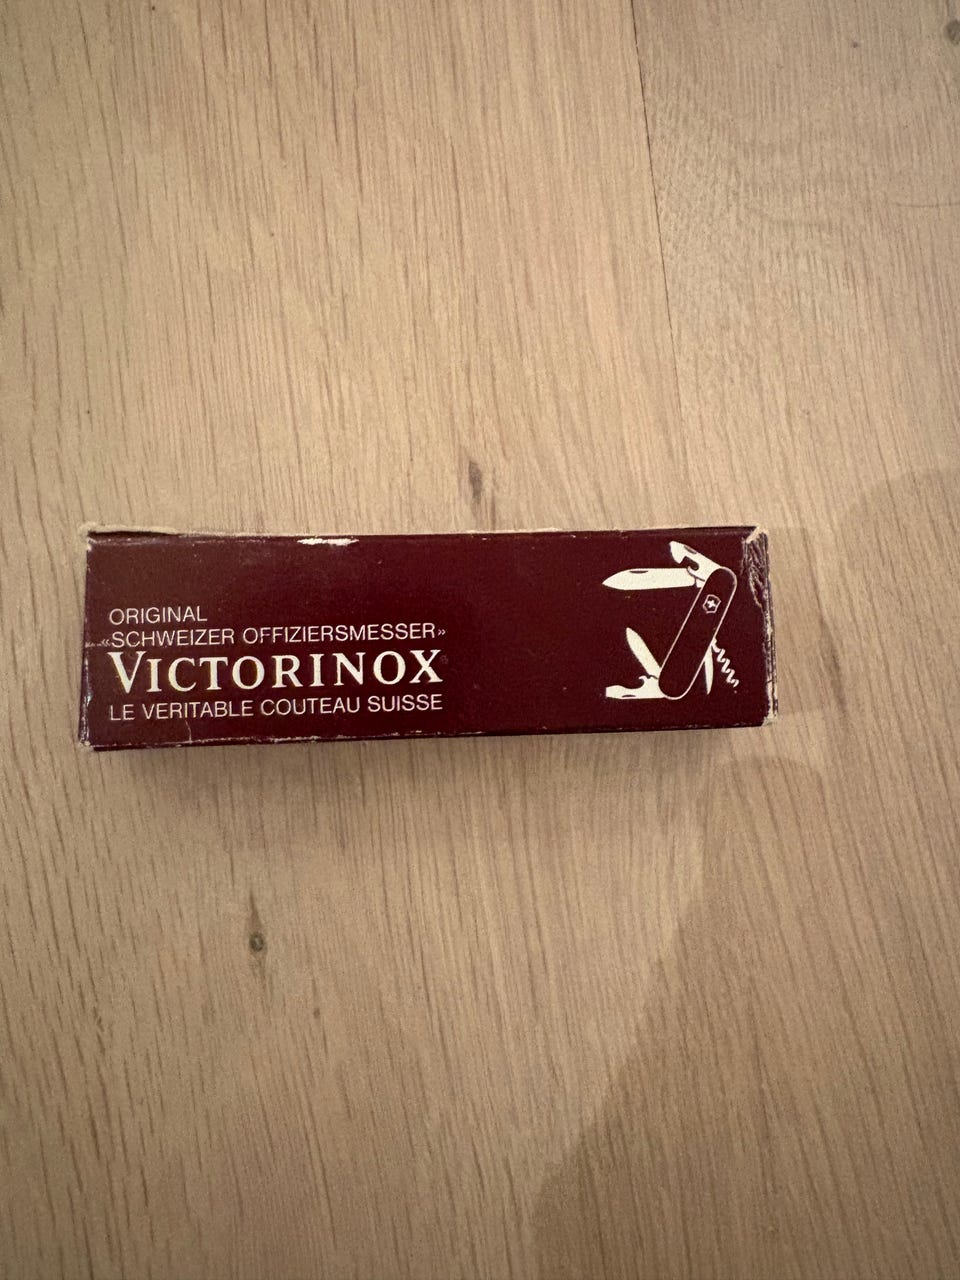 ORIGINAL
«SCHWEIZER OFFIZIERSMESSER»
VICTORINOX
LE VERITABLE COUTEAU SUISSE